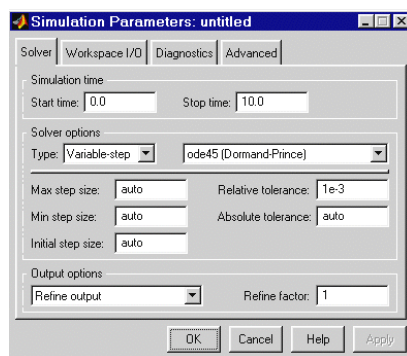 Simulation Parameters: untitled
Solver Workspace I/O Diagnostics Advanced
Simulation time
Start time: 0.0 Stop time: 10.0
Solver options
Type: Variable-step ode45 (Dormand-Prince)
Max step size: auto Relative tolerance: 1e-3
Min step size: auto Absolute tolerance: auto
Initial step size: auto
Output options
Refine output Refine factor: 1
OK Cancel Help Apply